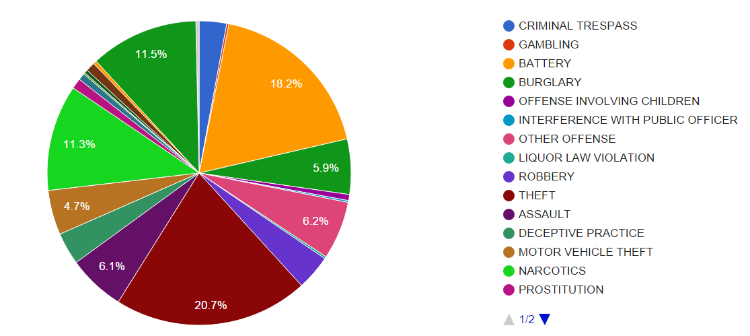 11.5%
18.2%
11.3%
5.9%
4.7%
6.2%
6.1%
20.7%
CRIMINAL TRESPASS
GAMBLING
BATTERY
BURGLARY
OFFENSE INVOLVING CHILDREN
INTERFERENCE WITH PUBLIC OFFICER
OTHER OFFENSE
LIQUOR LAW VIOLATION
ROBBERY
THEFT
ASSAULT
DECEPTIVE PRACTICE
MOTOR VEHICLE THEFT
NARCOTICS
PROSTITUTION
1/2